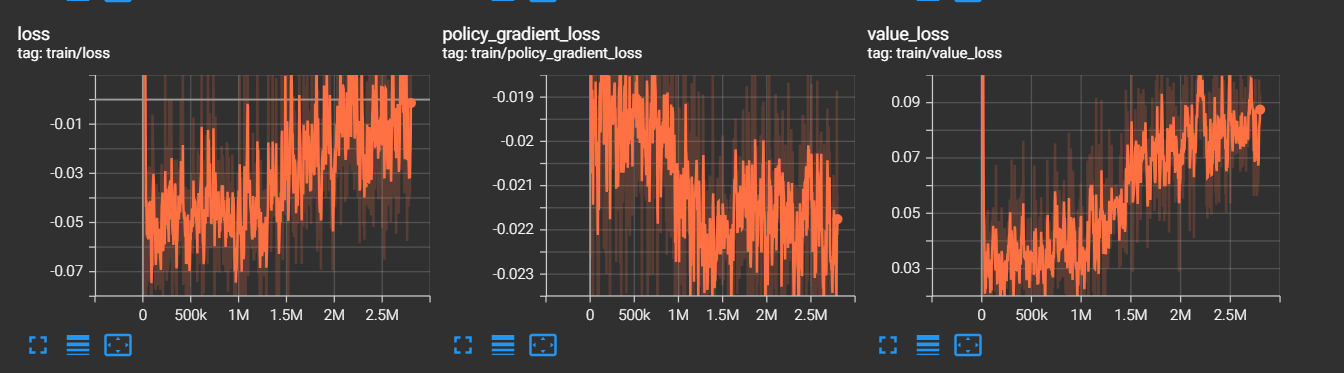 loss
tag: train/loss
-0.01
-0.03
-0.05
-0.07
0 500k 1M 1.5M 2M 2.5M
policy_gradient_loss
tag: train/policy_gradient_loss
-0.019
-0.02
-0.021
-0.022
-0.023
0 500k 1M 1.5M 2M 2.5M
value_loss
tag: train/value_loss
0.09
0.07
0.05
0.03
0 500k 1M 1.5M 2M 2.5M